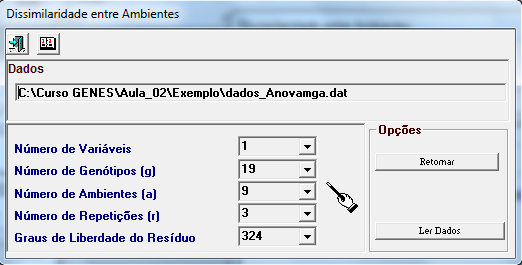 Dissimilaridade entre Ambientes
Dados
C:\Curso GENES\Aula_02\Exemplo\dados_Anovamga.dat
Número de Variáveis 1
Número de Genótipos (g) 19
Número de Ambientes (a) 9
Número de Repetições (r) 3
Graus de Liberdade do Resíduo 324
Opções
Retornar
Ler Dados